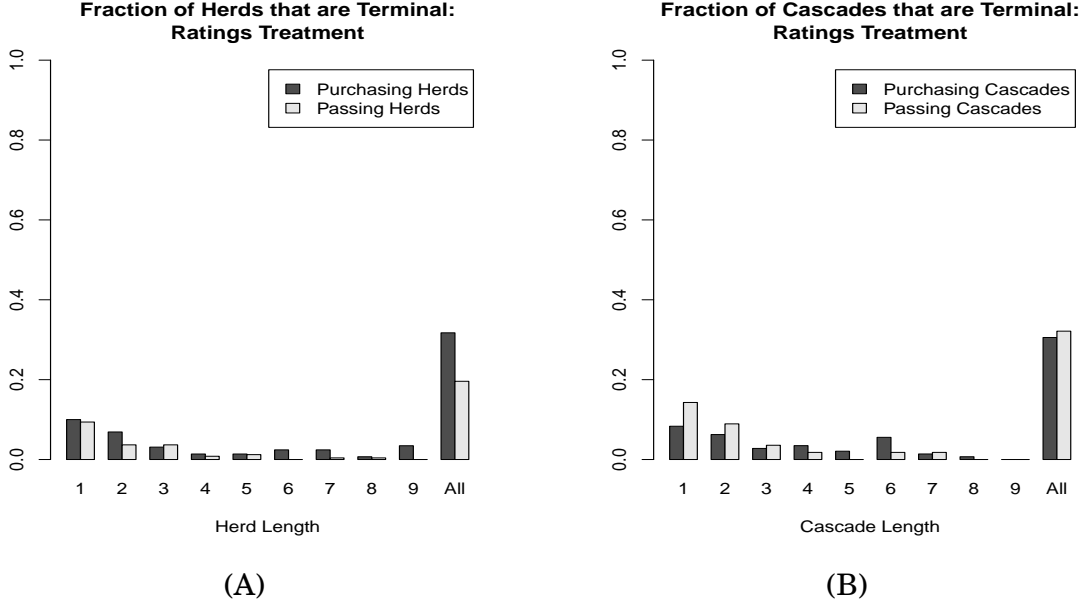 Fraction of Herds that are Terminal:
Ratings Treatment
1.0
0.8
0.6
0.4
0.2
0.0
Purchasing Herds
Passing Herds
1 2 3 4 5 6 7 8 9 All
Herd Length
(A)
Fraction of Cascades that are Terminal:
Ratings Treatment
1.0
0.8
0.6
0.4
0.2
0.0
Purchasing Cascades
Passing Cascades
1 2 3 4 5 6 7 8 9 All
Cascade Length
(B)